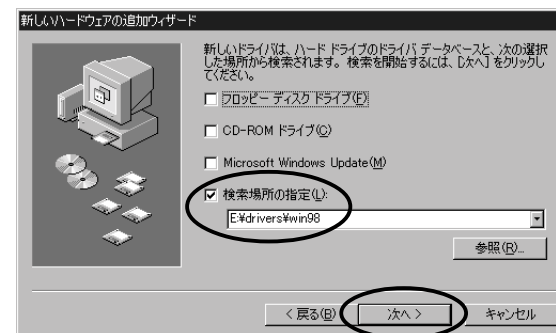 新しいハードウェアの追加ウィザード
新しいドライバは、ハード ドライブのドライバ データベースと、次の選択
した場所から検索されます。検索を開始するには、[次へ] をクリックし
てください。
フロッピー ディスク ドライブ(F)
CD-ROM ドライブ(C)
Microsoft Windows Update(M)
検索場所の指定(L):
E:¥drivers¥win98
参照(R)...
< 戻る(B)
次へ >
キャンセル